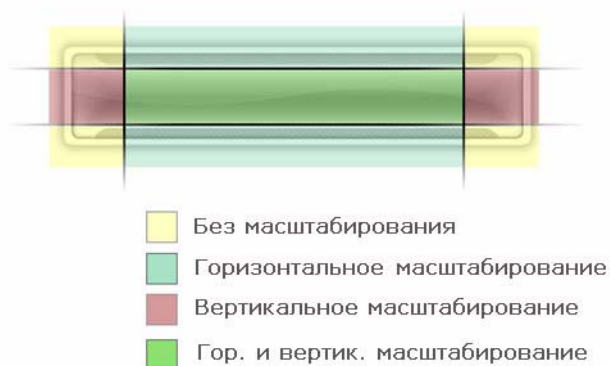 Без масштабирования
Горизонтальное масштабирование
Вертикальное масштабирование
Гор. и вертик. масштабирование